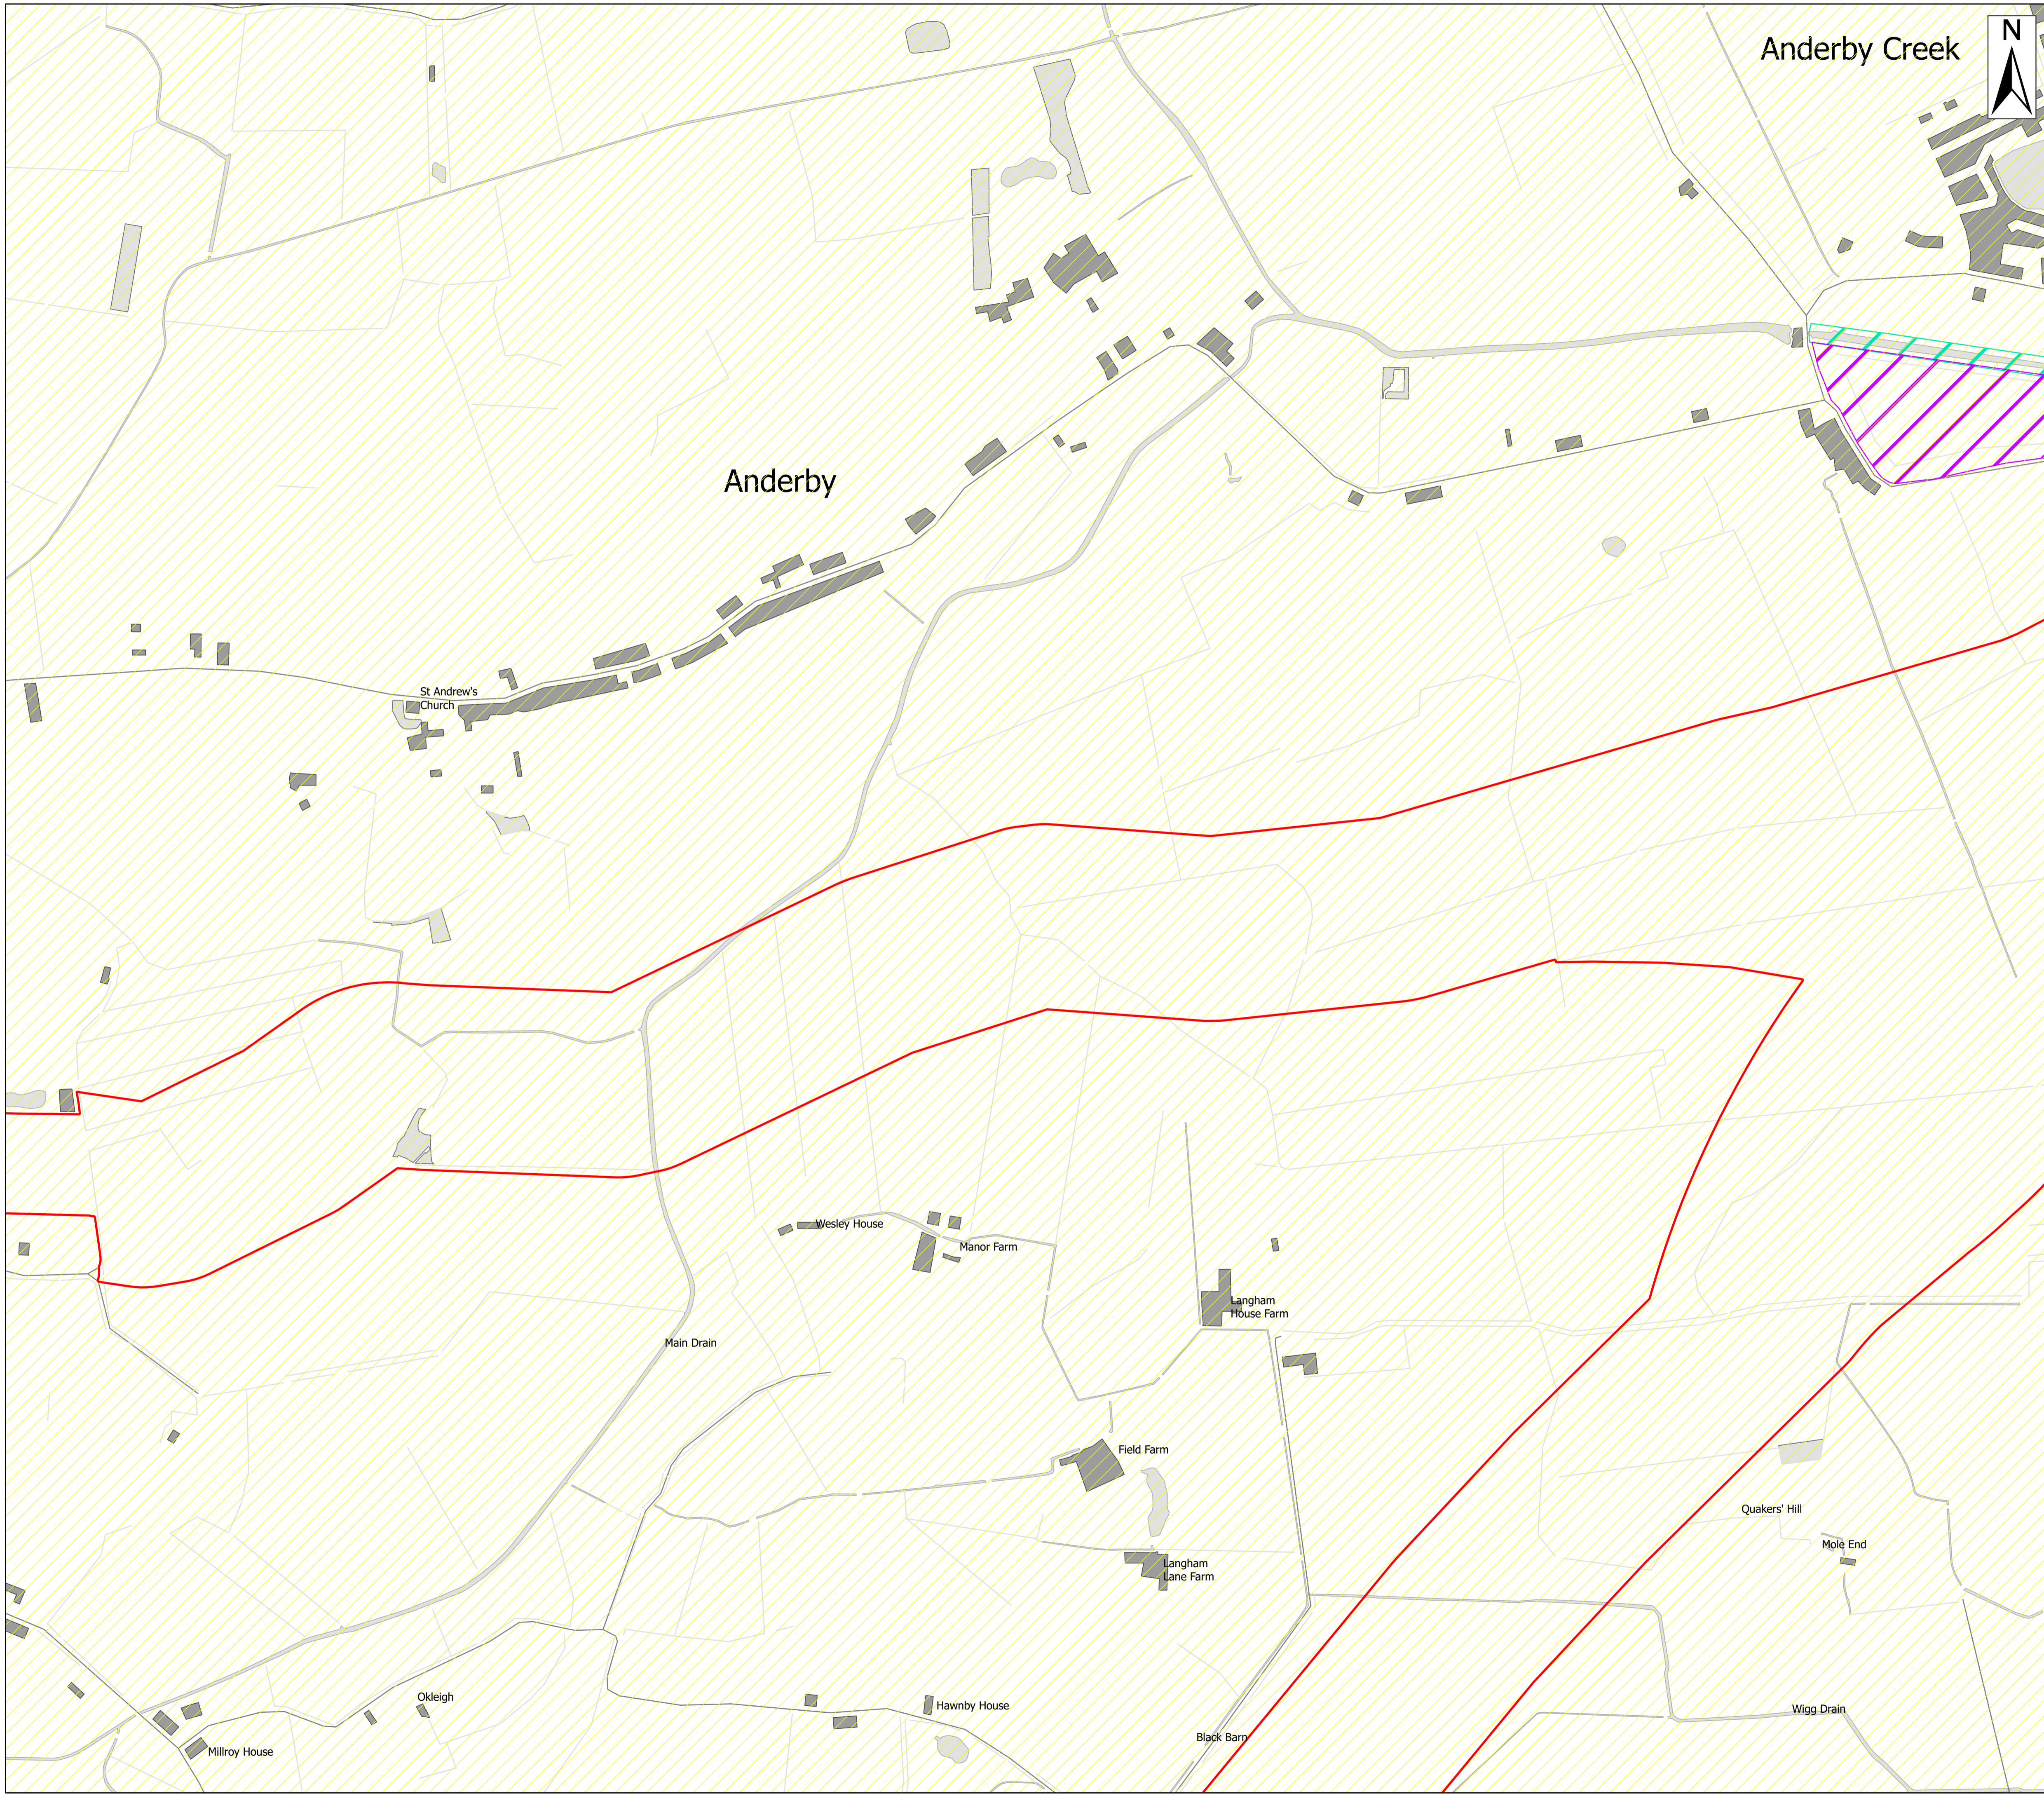 N
Anderby Creek
Anderby
St Andrew's
Church
Wesley House
Manor Farm
Langham
House Farm
Main Drain
Field Farm
Quakers' Hill
Mole End
Langham
Lane Farm
Okleigh
Hawnby House
Wigg Drain
Black Barn
Millroy House